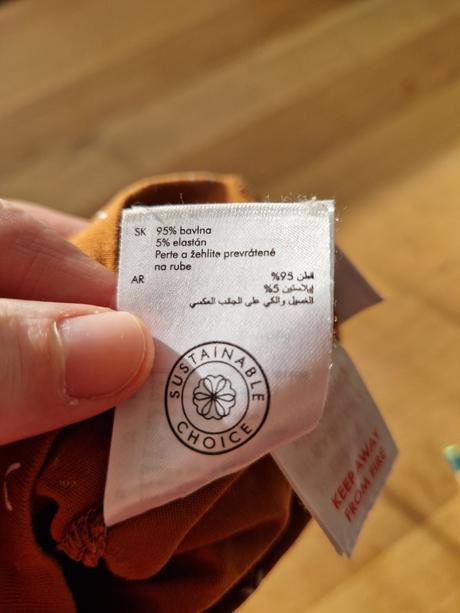 SK 95% bavlna
5% elastán
Perte a žehlite prevrátené
na rube
AR قطن 95%
إيلاستين 5%
الغسيل والكي على الجانب العكسي
SUSTAINABLE
CHOICE
KEEP AWAY
FROM FIRE